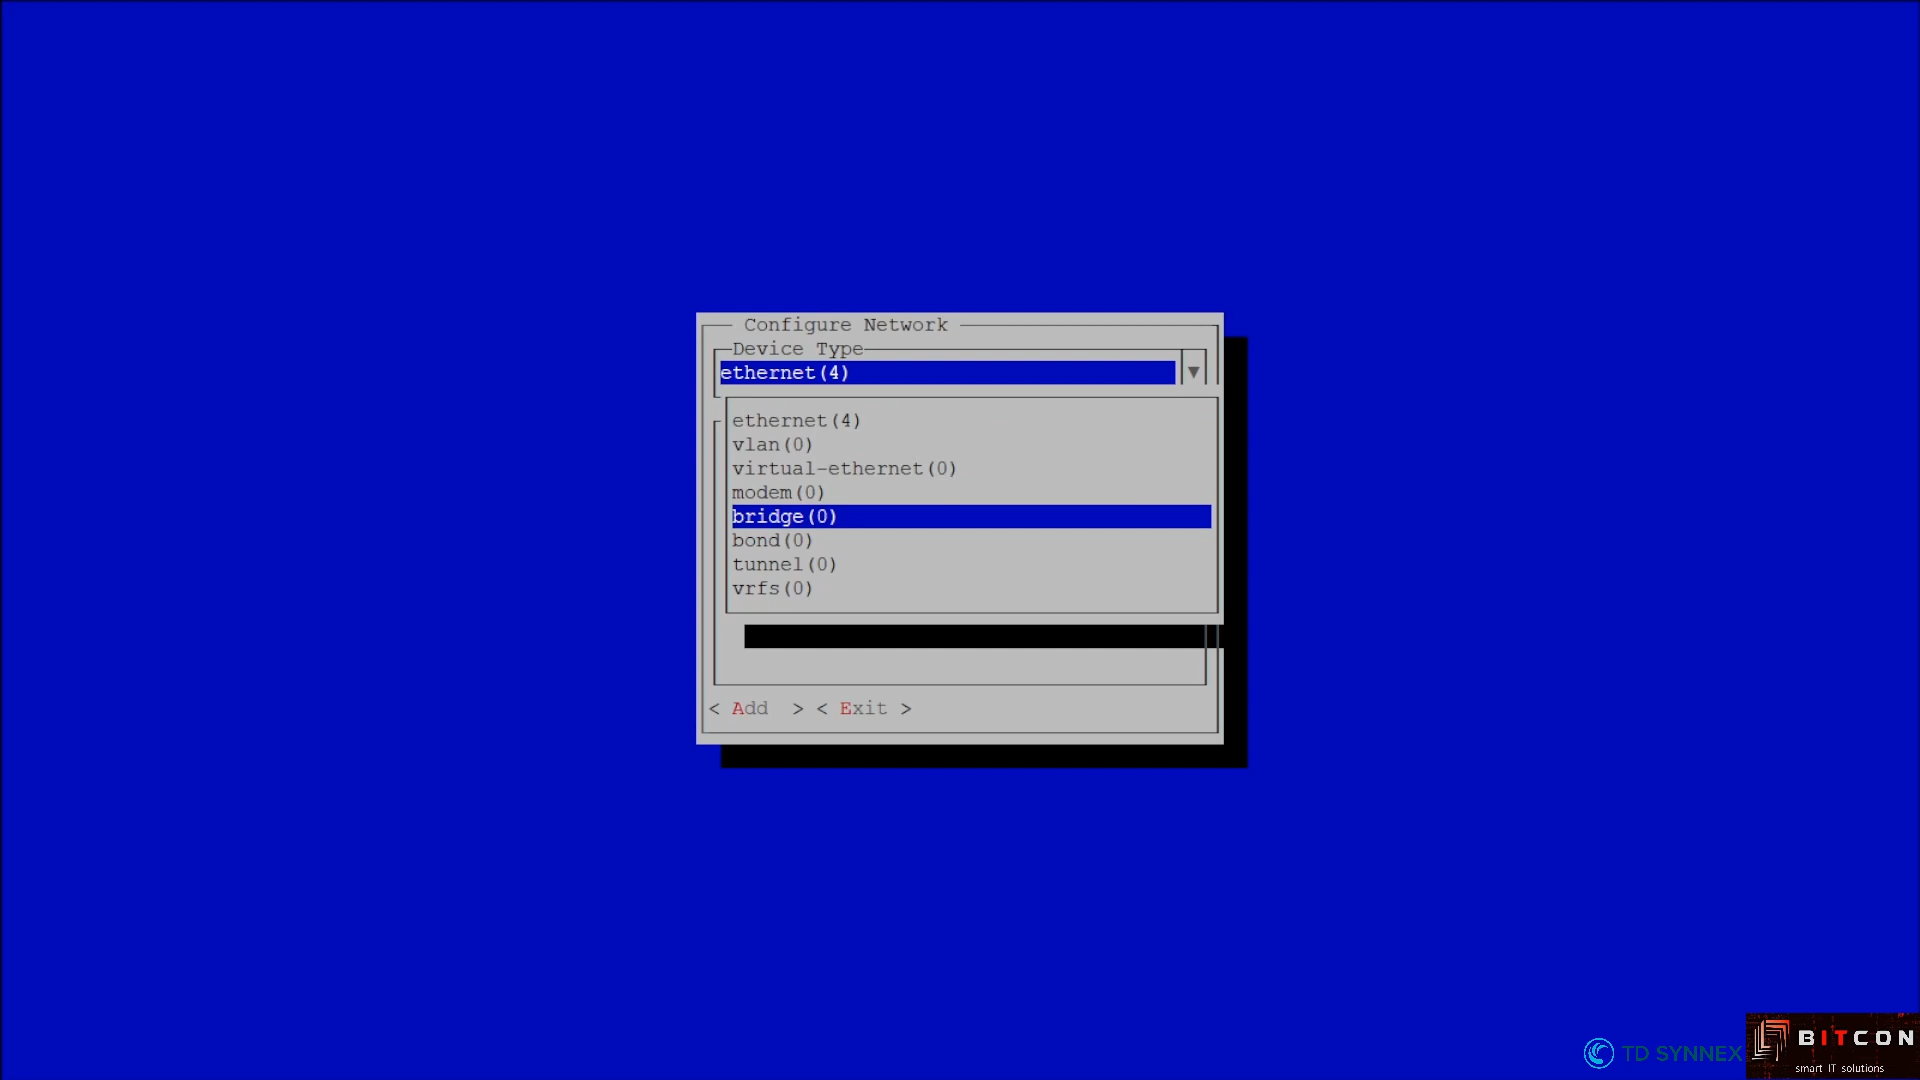 Configure Network
Device Type
ethernet(4)
▼
ethernet(4)
vlan(0)
virtual-ethernet(0)
modem(0)
bridge(0)
bond(0)
tunnel(0)
vrfs(0)
< Add  > < Exit >
TD SYNNEX
BITCON
smart IT solutions